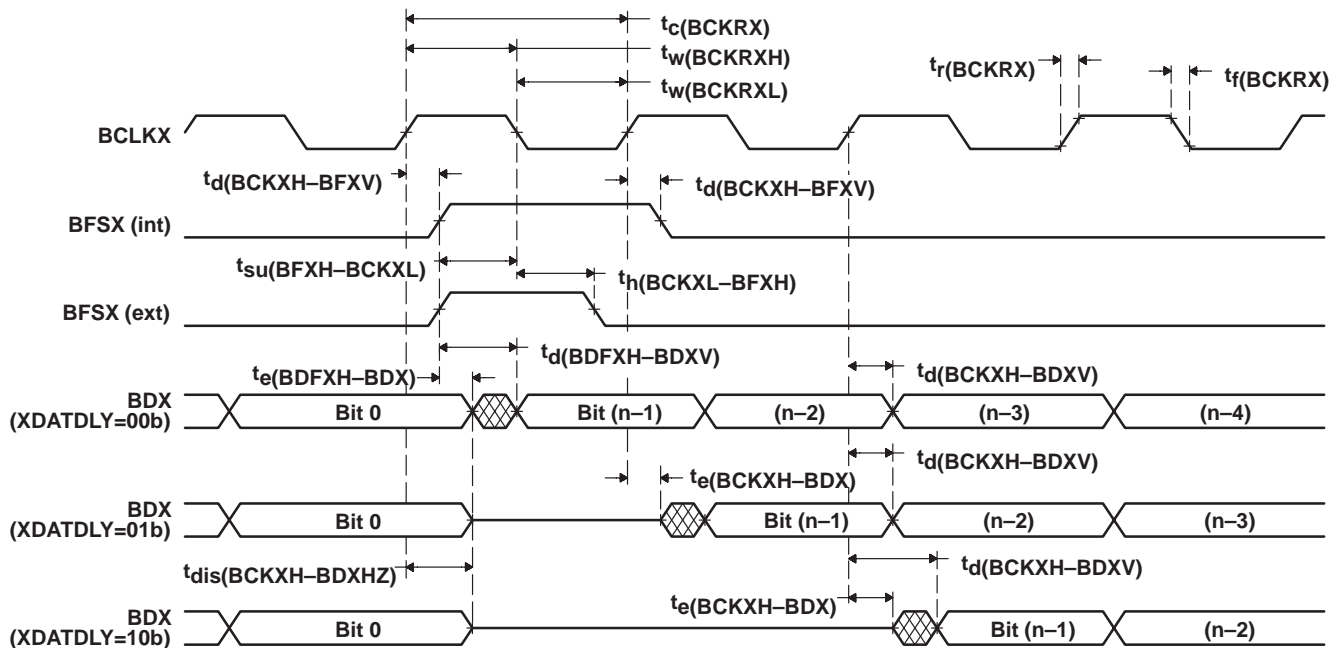 tc(BCKRX)
tw(BCKRXH)
tr(BCKRX)
tf(BCKRX)
tw(BCKRXL)
BCLKX
td(BCKXH–BFXV)
td(BCKXH–BFXV)
BFSX (int)
tsu(BFXH–BCKXL)
th(BCKXL–BFXH)
BFSX (ext)
td(BDFXH–BDXV)
te(BDFXH–BDX)
td(BCKXH–BDXV)
BDX
(XDATDLY=00b)
Bit 0
Bit (n–1)
(n–2)
(n–3)
(n–4)
td(BCKXH–BDXV)
te(BCKXH–BDX)
BDX
(XDATDLY=01b)
Bit 0
Bit (n–1)
(n–2)
(n–3)
tdis(BCKXH–BDXHZ)
td(BCKXH–BDXV)
te(BCKXH–BDX)
BDX
(XDATDLY=10b)
Bit 0
Bit (n–1)
(n–2)